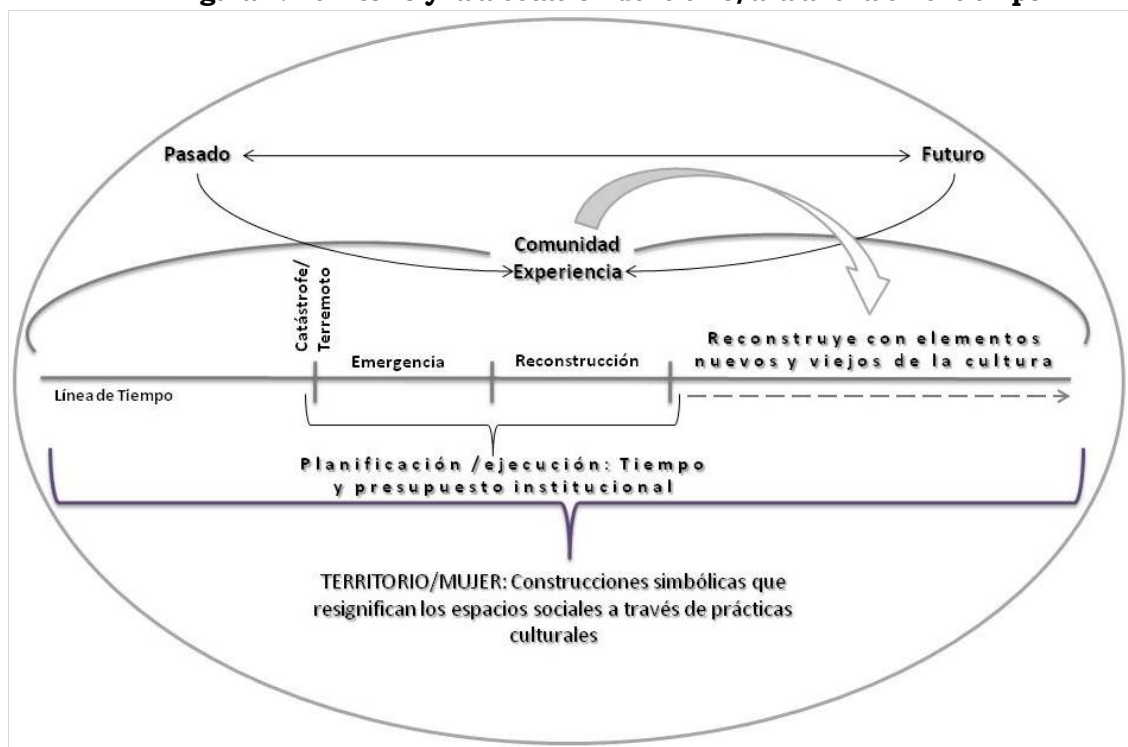 Pasado
Futuro
Comunidad
Experiencia
Catástrofe/
Terremoto
Emergencia
Reconstrucción
Reconstruye con elementos
nuevos y viejos de la cultura
Línea de Tiempo
Planificación /ejecución: Tiempo
y presupuesto institucional
TERRITORIO/MUJER: Construcciones simbólicas que
resignifican los espacios sociales a través de prácticas
culturales